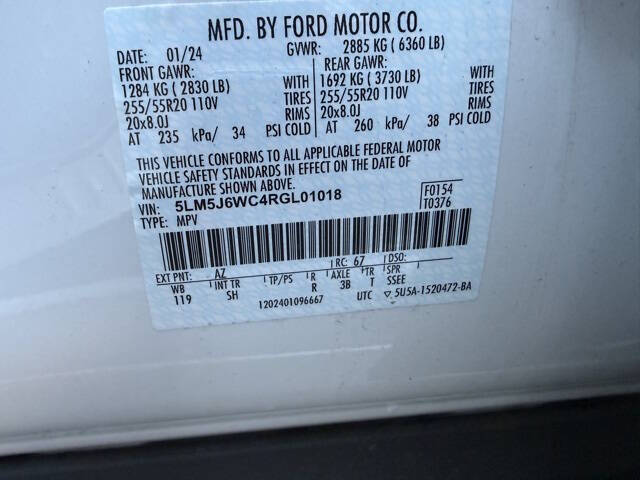 MFD. BY FORD MOTOR CO.
DATE: 01/24 GVWR: 2885 KG ( 6360 LB)
FRONT GAWR: REAR GAWR:
1284 KG ( 2830 LB) WITH 1692 KG ( 3730 LB) WITH
255/55R20 110V TIRES 255/55R20 110V TIRES
20x8.0J RIMS 20x8.0J RIMS
AT 235 kPa/ 34 PSI COLD AT 260 kPa/ 38 PSI COLD
THIS VEHICLE CONFORMS TO ALL APPLICABLE FEDERAL MOTOR
VEHICLE SAFETY STANDARDS IN EFFECT ON THE DATE OF
MANUFACTURE SHOWN ABOVE.
VIN: 5LM5J6WC4RGL01018 F0154
TYPE: MPV T0376
EXT PNT: AZ RC: 67 DSO:
WB INT TR TP/PS R AXLE TR SPR
119 SH R 3B T SSEE
1202401096667 UTC ▽ 5U5A-1520472-BA